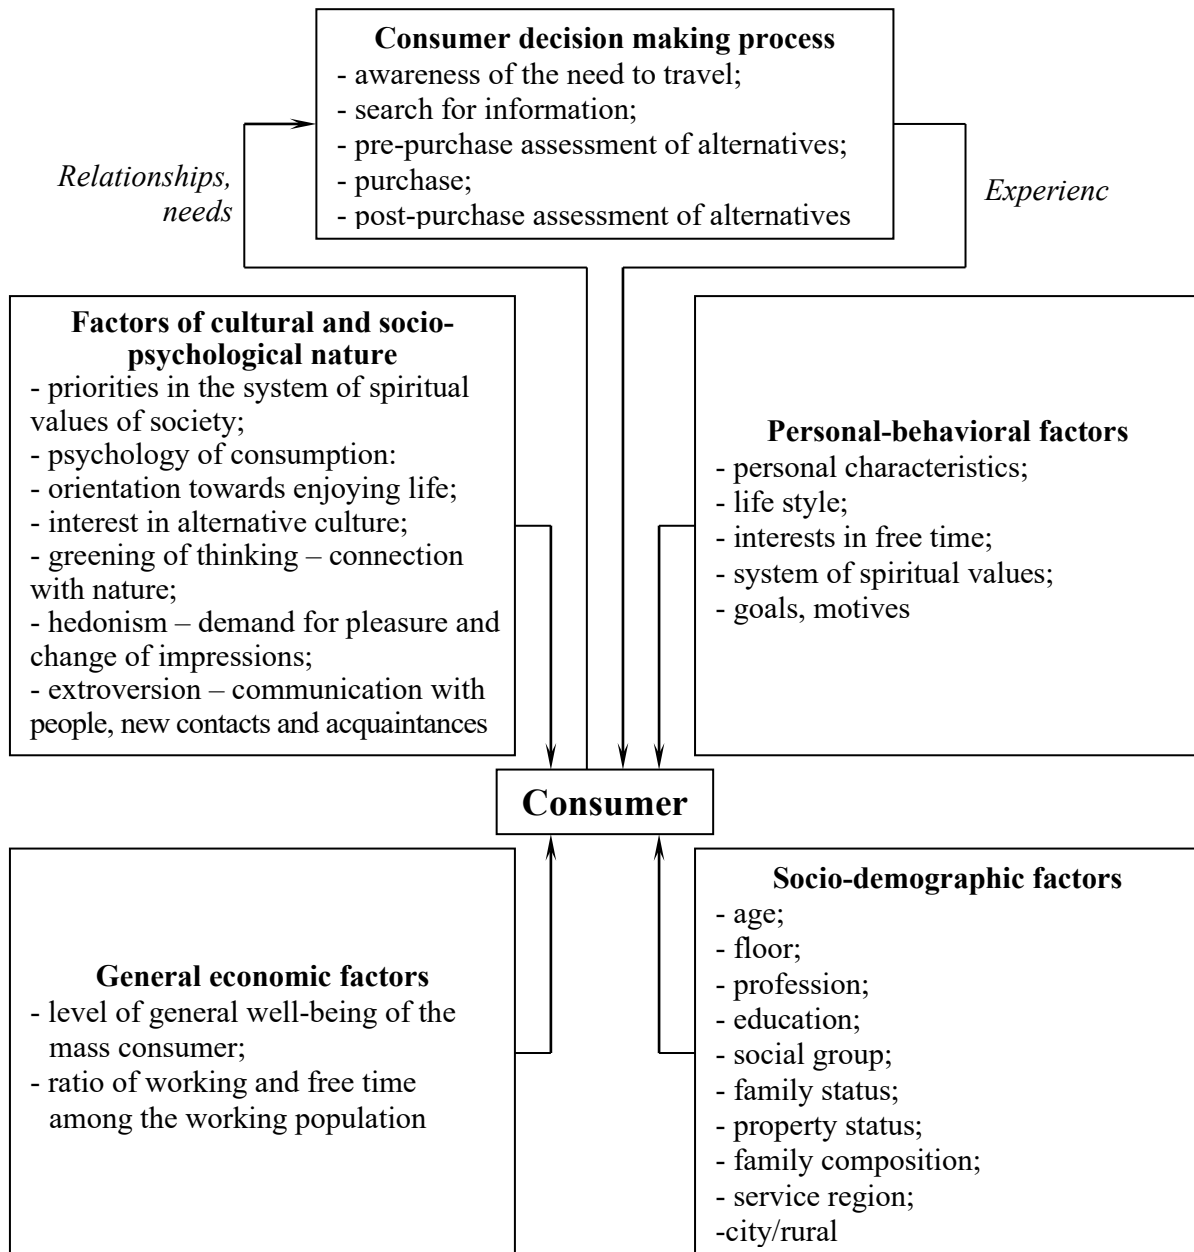 Consumer decision making process
- awareness of the need to travel;
- search for information;
- pre-purchase assessment of alternatives;
- purchase;
- post-purchase assessment of alternatives
Relationships,
needs
Experienc
Factors of cultural and socio-
psychological nature
- priorities in the system of spiritual
values of society;
- psychology of consumption:
- orientation towards enjoying life;
- interest in alternative culture;
- greening of thinking – connection
with nature;
- hedonism – demand for pleasure and
change of impressions;
- extroversion – communication with
people, new contacts and acquaintances
Personal-behavioral factors
- personal characteristics;
- life style;
- interests in free time;
- system of spiritual values;
- goals, motives
Consumer
General economic factors
- level of general well-being of the
mass consumer;
- ratio of working and free time
among the working population
Socio-demographic factors
- age;
- floor;
- profession;
- education;
- social group;
- family status;
- property status;
- family composition;
- service region;
-city/rural